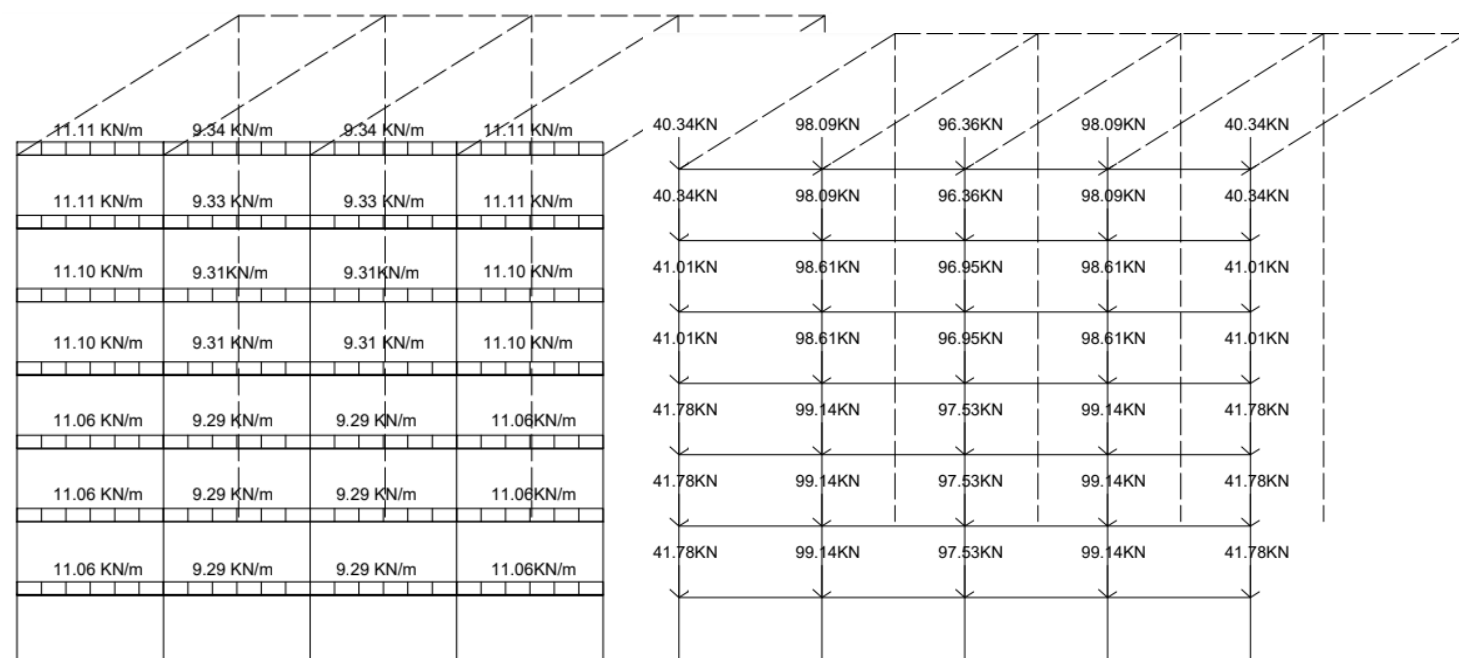 11.11 KN/m 9.34 KN/m 9.34 KN/m 11.11 KN/m
11.11 KN/m 9.33 KN/m 9.33 KN/m 11.11 KN/m
11.10 KN/m 9.31KN/m 9.31KN/m 11.10 KN/m
11.10 KN/m 9.31 KN/m 9.31 KN/m 11.10 KN/m
11.06 KN/m 9.29 KN/m 9.29 KN/m 11.06KN/m
11.06 KN/m 9.29 KN/m 9.29 KN/m 11.06KN/m
11.06 KN/m 9.29 KN/m 9.29 KN/m 11.06KN/m
40.34KN 98.09KN 96.36KN 98.09KN 40.34KN
40.34KN 98.09KN 96.36KN 98.09KN 40.34KN
41.01KN 98.61KN 96.95KN 98.61KN 41.01KN
41.01KN 98.61KN 96.95KN 98.61KN 41.01KN
41.78KN 99.14KN 97.53KN 99.14KN 41.78KN
41.78KN 99.14KN 97.53KN 99.14KN 41.78KN
41.78KN 99.14KN 97.53KN 99.14KN 41.78KN